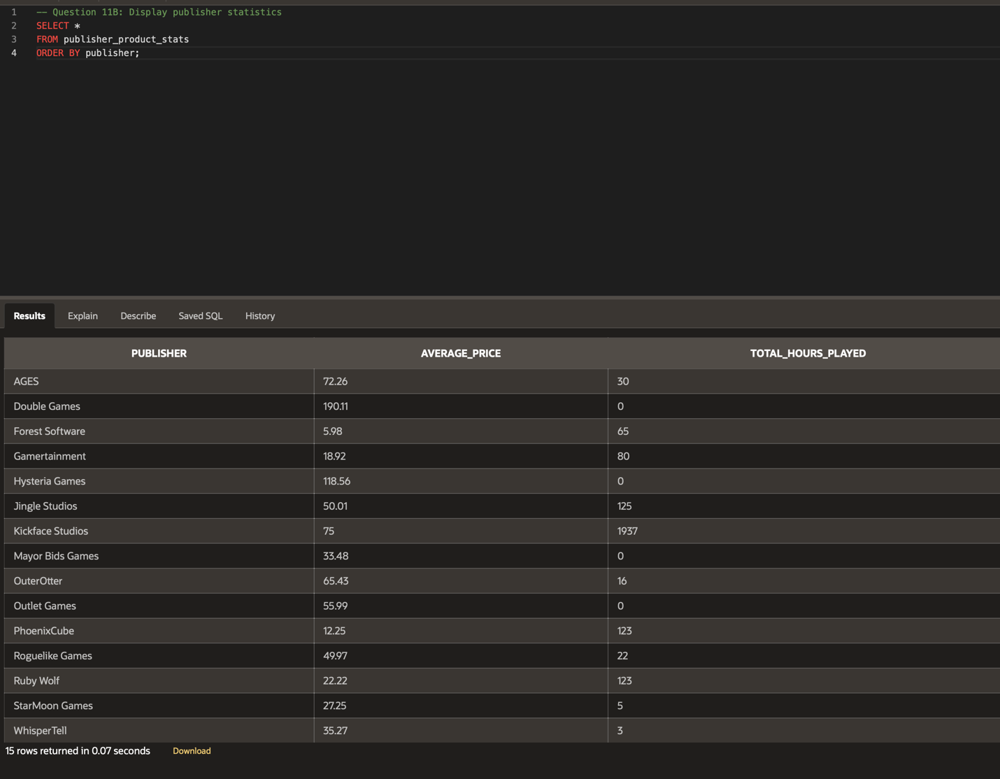 1 -- Question 11B: Display publisher statistics
2 SELECT *
3 FROM publisher_product_stats
4 ORDER BY publisher;
Results Explain Describe Saved SQL History
PUBLISHER AVERAGE_PRICE TOTAL_HOURS_PLAYED
AGES 72.26 30
Double Games 190.11 0
Forest Software 5.98 65
Gamertainment 18.92 80
Hysteria Games 118.56 0
Jingle Studios 50.01 125
Kickface Studios 75 1937
Mayor Bids Games 33.48 0
OuterOtter 65.43 16
Outlet Games 55.99 0
PhoenixCube 12.25 123
Roguelike Games 49.97 22
Ruby Wolf 22.22 123
StarMoon Games 27.25 5
WhisperTell 35.27 3
15 rows returned in 0.07 seconds Download